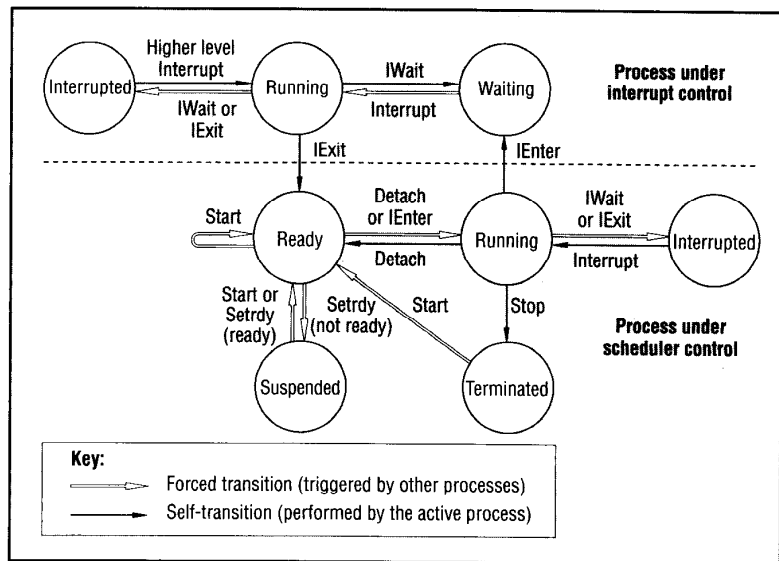 Higher level
Interrupt
Interrupted
Running
IWait
Waiting
IWait or
IExit
Interrupt
Process under
interrupt control
IExit
IEnter
Start
Ready
Detach
or IEnter
Detach
Running
IWait
or IExit
Interrupt
Interrupted
Start or
Setrdy
(ready)
Setrdy
(not ready)
Start
Stop
Process under
scheduler control
Suspended
Terminated
Key:
Forced transition (triggered by other processes)
Self-transition (performed by the active process)